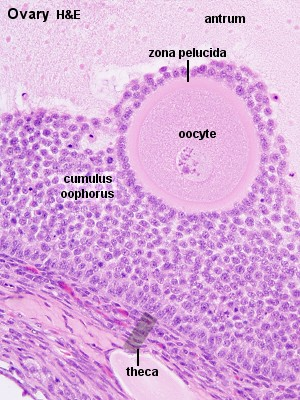 Ovary H&E
antrum
zona pelucida
oocyte
cumulus
oophorus
theca